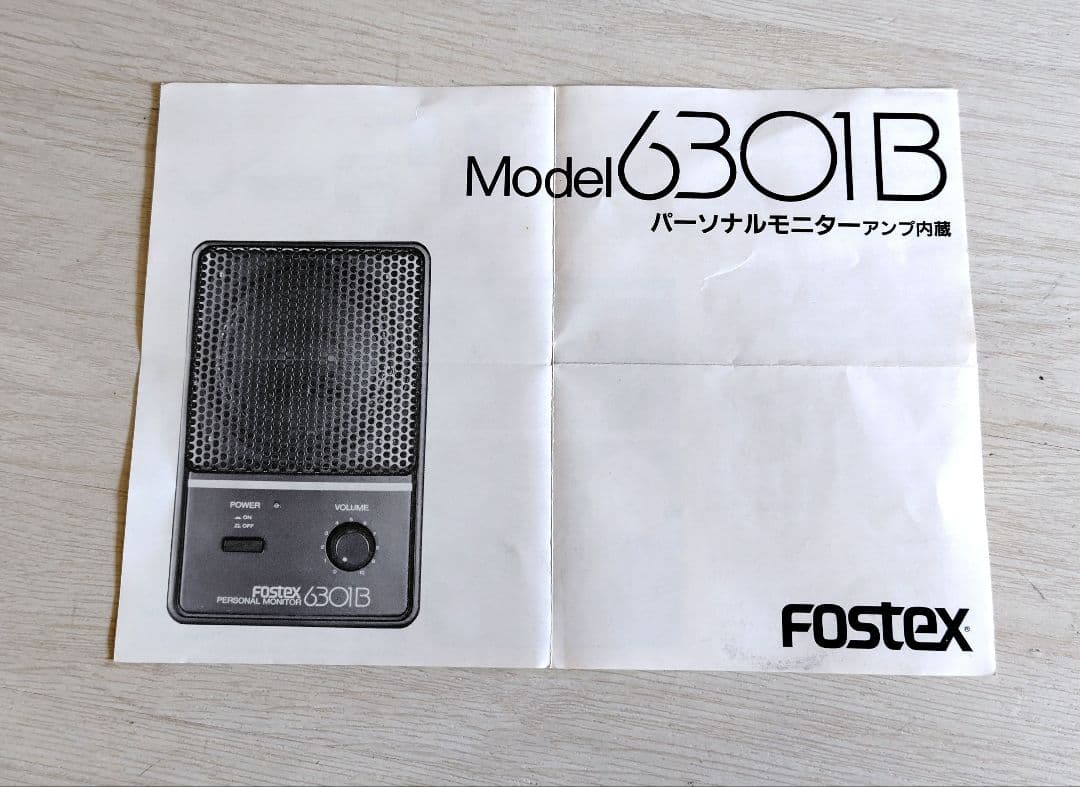 Model 6301B
パーソナルモニターアンプ内蔵
POWER
ON
OFF
VOLUME
FOSTEX
PERSONAL MONITOR 6301B
FOSTEX®